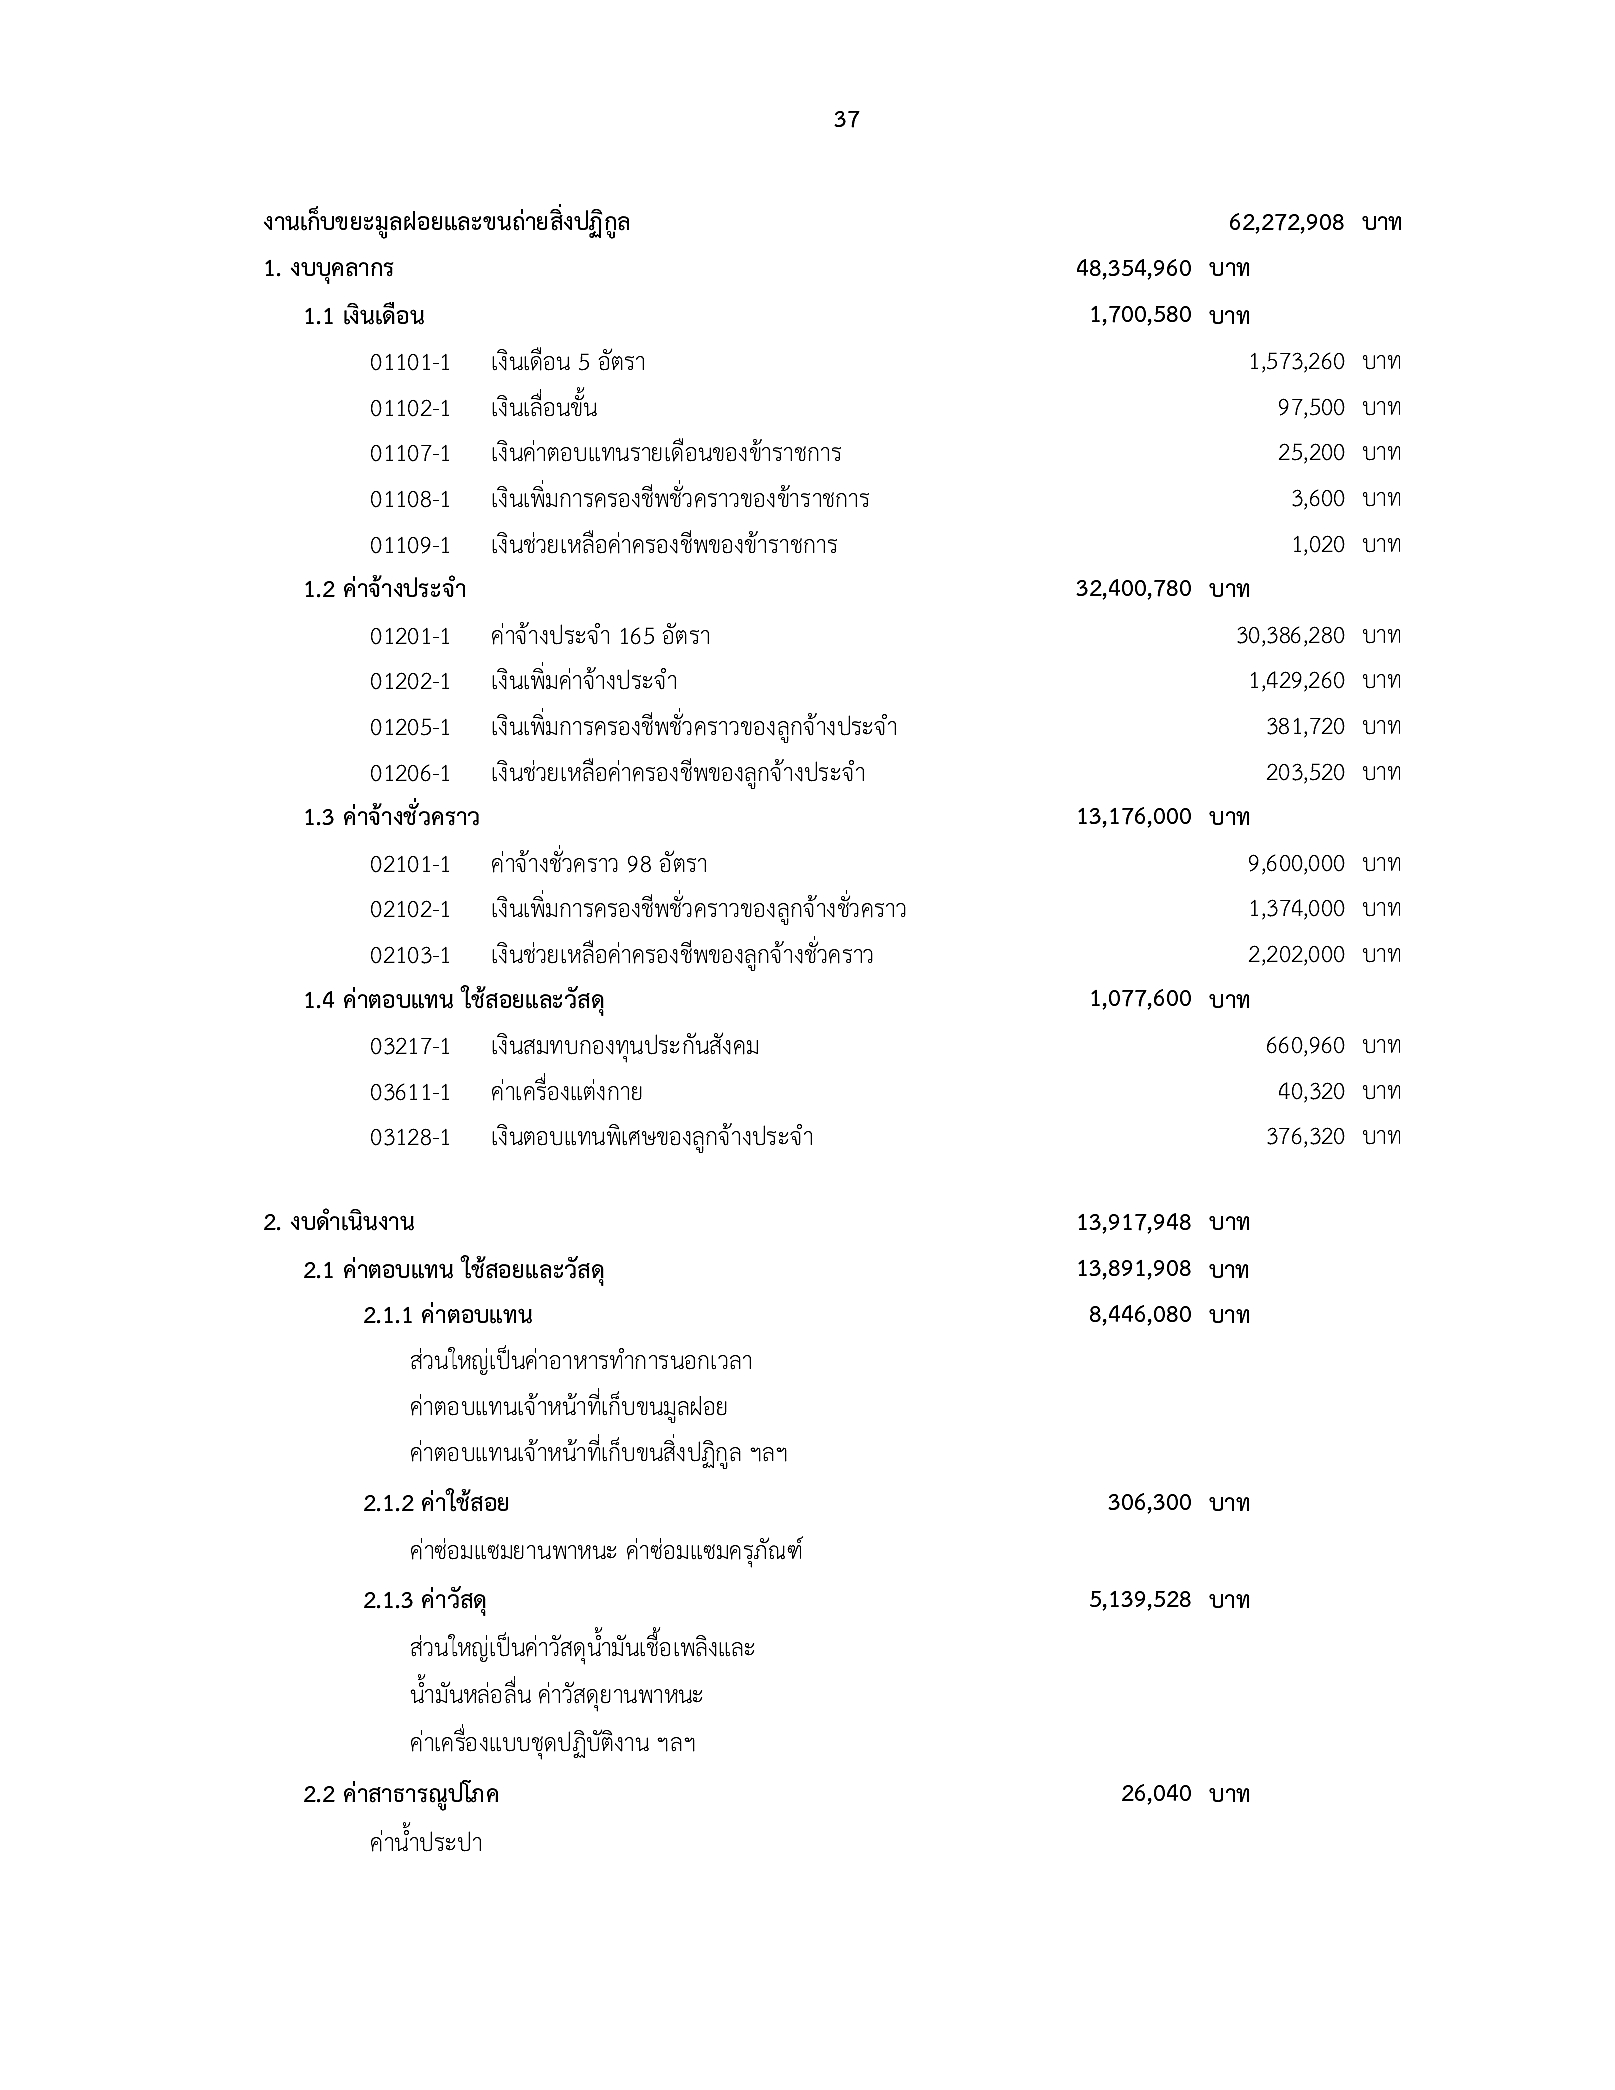 37
งานเก็บขยะมูลฝอยและขนถ่ายสิ่งปฏิกูล 62,272,908 บาท
1. งบบุคลากร 48,354,960 บาท
1.1 เงินเดือน 1,700,580 บาท
01101-1 เงินเดือน 5 อัตรา 1,573,260 บาท
01102-1 เงินเลื่อนขั้น 97,500 บาท
01107-1 เงินค่าตอบแทนรายเดือนของข้าราชการ 25,200 บาท
01108-1 เงินเพิ่มการครองชีพชั่วคราวของข้าราชการ 3,600 บาท
01109-1 เงินช่วยเหลือค่าครองชีพของข้าราชการ 1,020 บาท
1.2 ค่าจ้างประจำ 32,400,780 บาท
01201-1 ค่าจ้างประจำ 165 อัตรา 30,386,280 บาท
01202-1 เงินเพิ่มค่าจ้างประจำ 1,429,260 บาท
01205-1 เงินเพิ่มการครองชีพชั่วคราวของลูกจ้างประจำ 381,720 บาท
01206-1 เงินช่วยเหลือค่าครองชีพของลูกจ้างประจำ 203,520 บาท
1.3 ค่าจ้างชั่วคราว 13,176,000 บาท
02101-1 ค่าจ้างชั่วคราว 98 อัตรา 9,600,000 บาท
02102-1 เงินเพิ่มการครองชีพชั่วคราวของลูกจ้างชั่วคราว 1,374,000 บาท
02103-1 เงินช่วยเหลือค่าครองชีพของลูกจ้างชั่วคราว 2,202,000 บาท
1.4 ค่าตอบแทน ใช้สอยและวัสดุ 1,077,600 บาท
03217-1 เงินสมทบกองทุนประกันสังคม 660,960 บาท
03611-1 ค่าเครื่องแต่งกาย 40,320 บาท
03128-1 เงินตอบแทนพิเศษของลูกจ้างประจำ 376,320 บาท
2. งบดำเนินงาน 13,917,948 บาท
2.1 ค่าตอบแทน ใช้สอยและวัสดุ 13,891,908 บาท
2.1.1 ค่าตอบแทน 8,446,080 บาท
ส่วนใหญ่เป็นค่าอาหารทำการนอกเวลา
ค่าตอบแทนเจ้าหน้าที่เก็บขนมูลฝอย
ค่าตอบแทนเจ้าหน้าที่เก็บขนสิ่งปฏิกูล ฯลฯ
2.1.2 ค่าใช้สอย 306,300 บาท
ค่าซ่อมแซมยานพาหนะ ค่าซ่อมแซมครุภัณฑ์
2.1.3 ค่าวัสดุ 5,139,528 บาท
ส่วนใหญ่เป็นค่าวัสดุน้ำมันเชื้อเพลิงและ
น้ำมันหล่อลื่น ค่าวัสดุยานพาหนะ
ค่าเครื่องแบบชุดปฏิบัติงาน ฯลฯ
2.2 ค่าสาธารณูปโภค 26,040 บาท
ค่าน้ำประปา